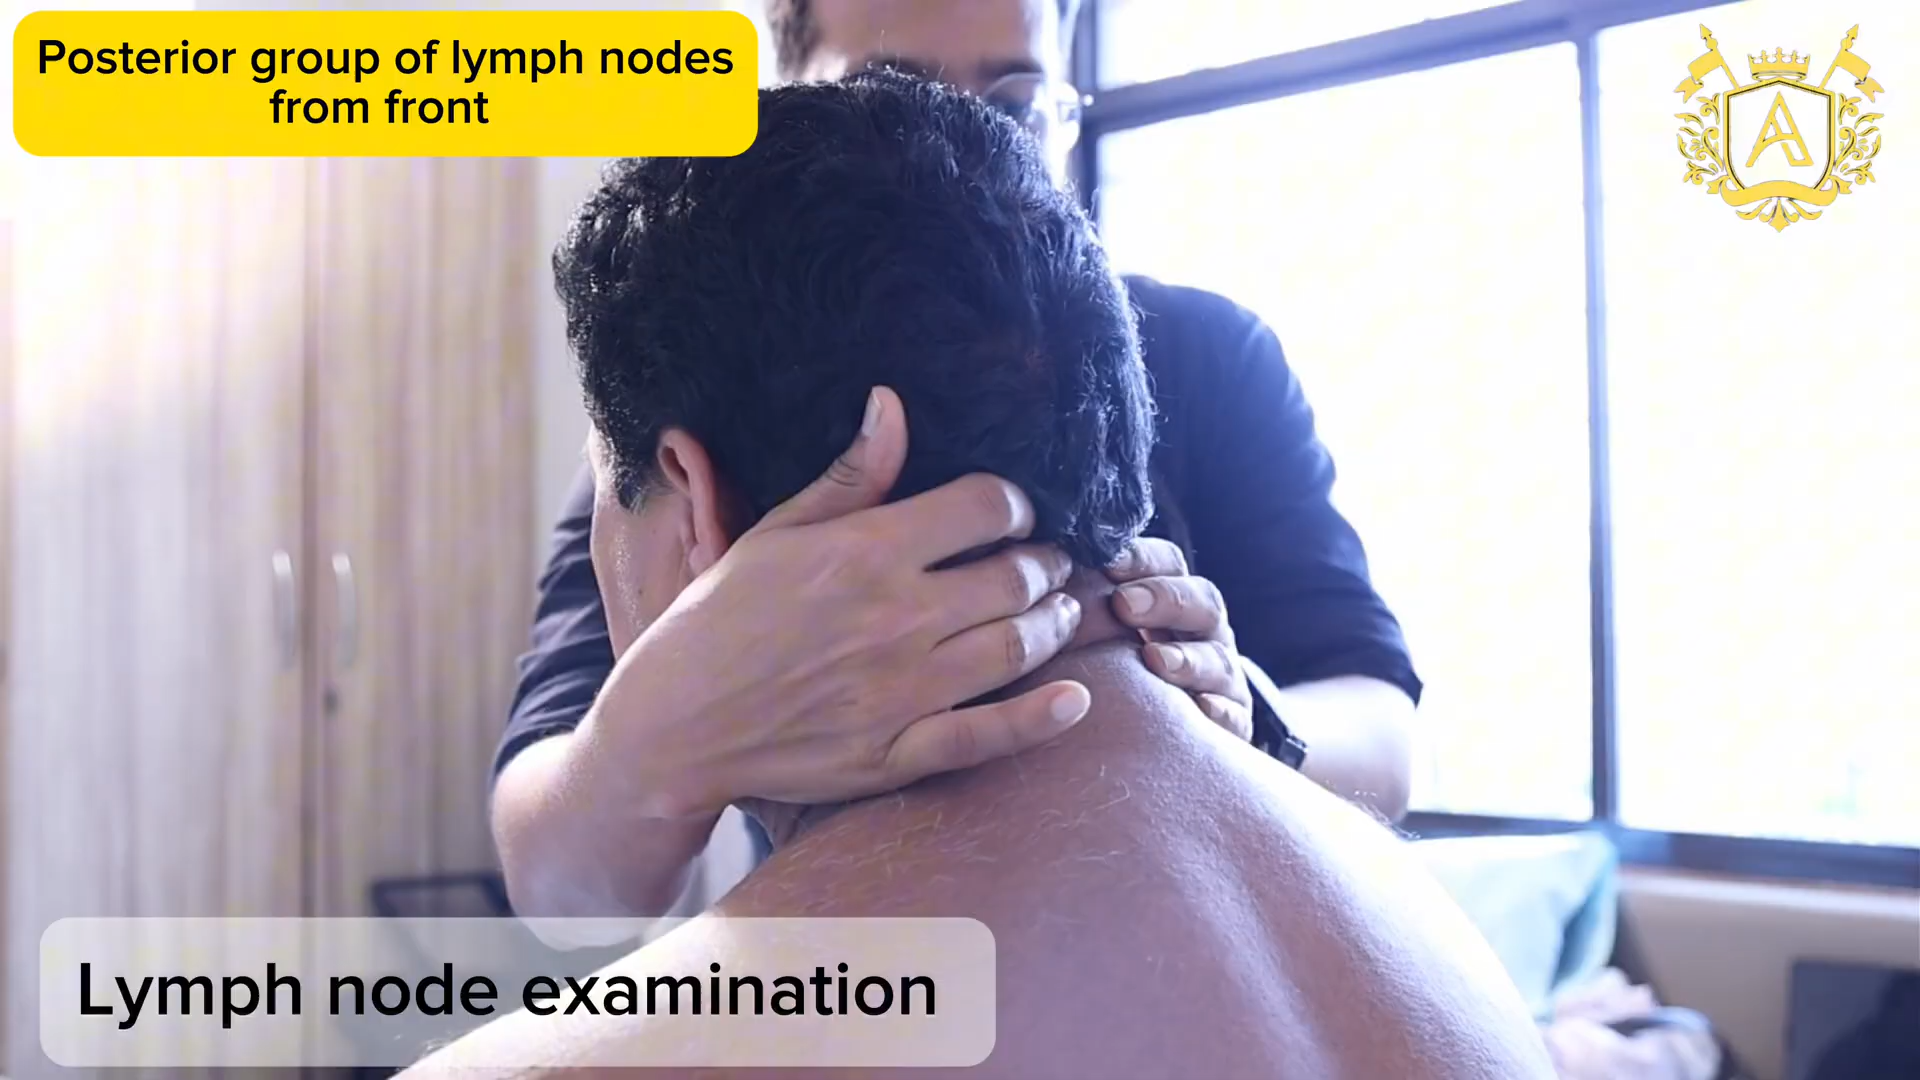 Posterior group of lymph nodes
from front
Lymph node examination